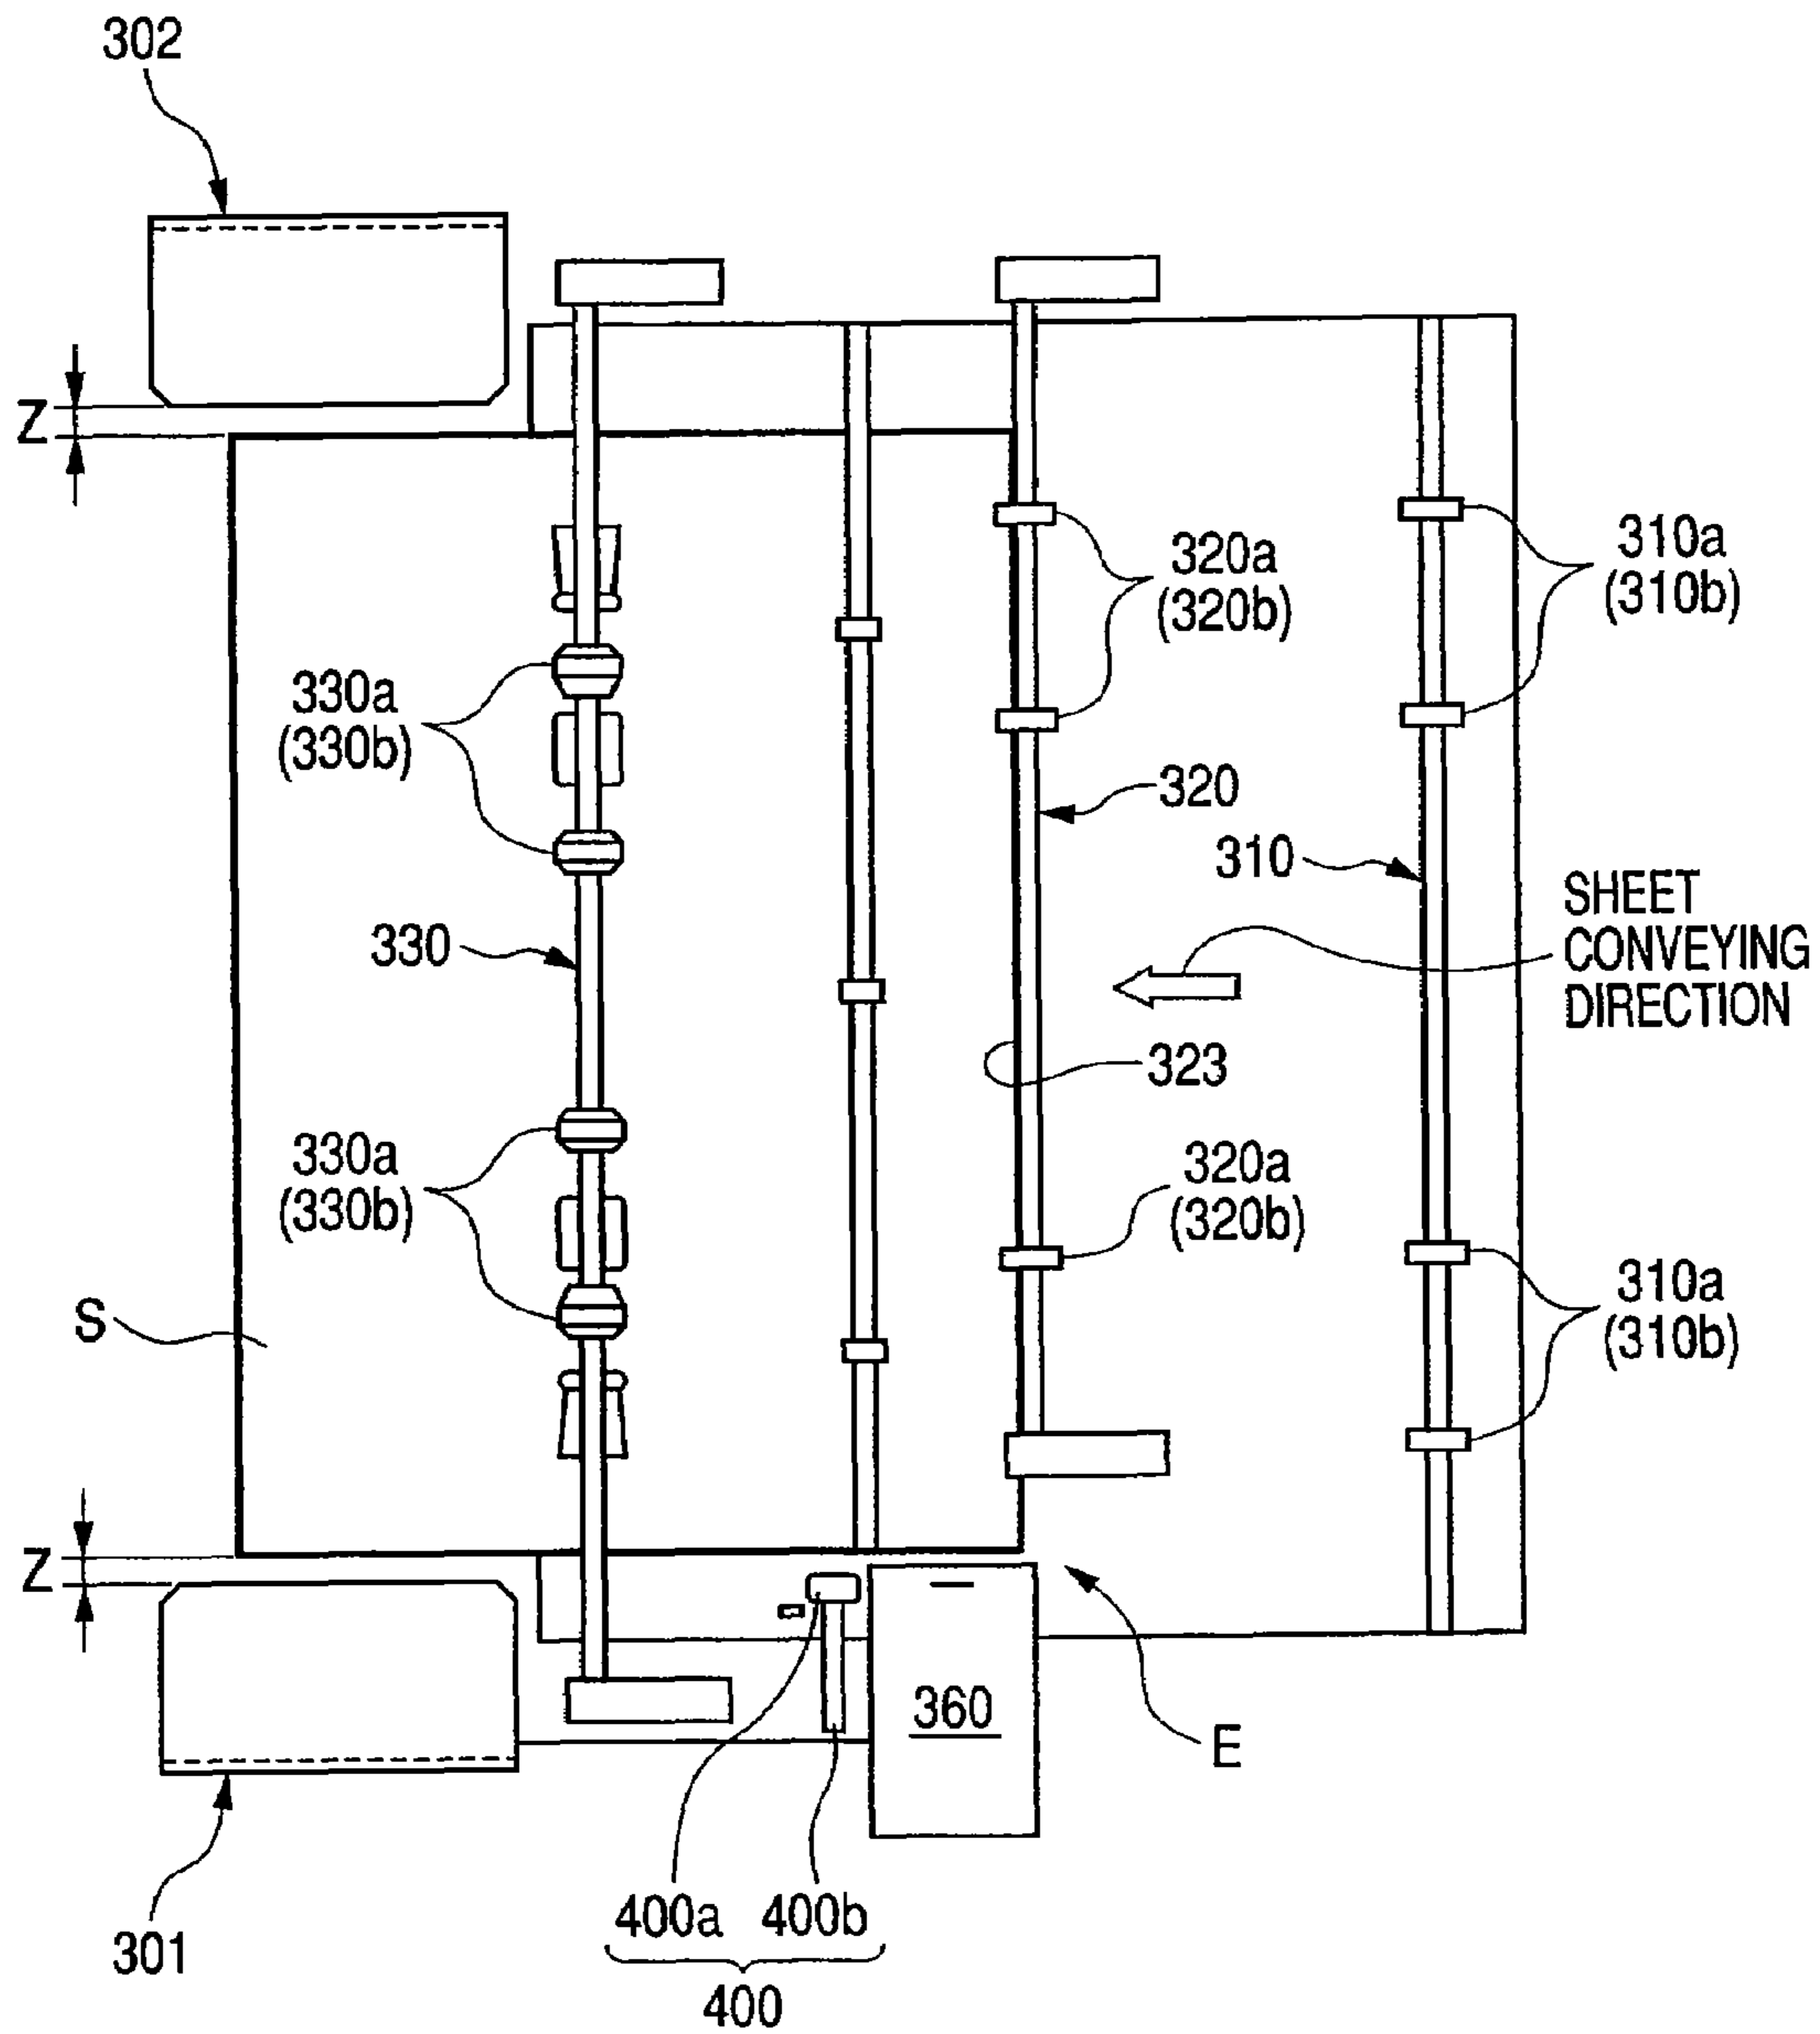 302
Z
320a
(320b)
310a
(310b)
330a
(330b)
320
310
SHEET
CONVEYING
DIRECTION
330
323
330a
(330b)
320a
(320b)
310a
(310b)
S
Z
360
E
400a 400b
301
400